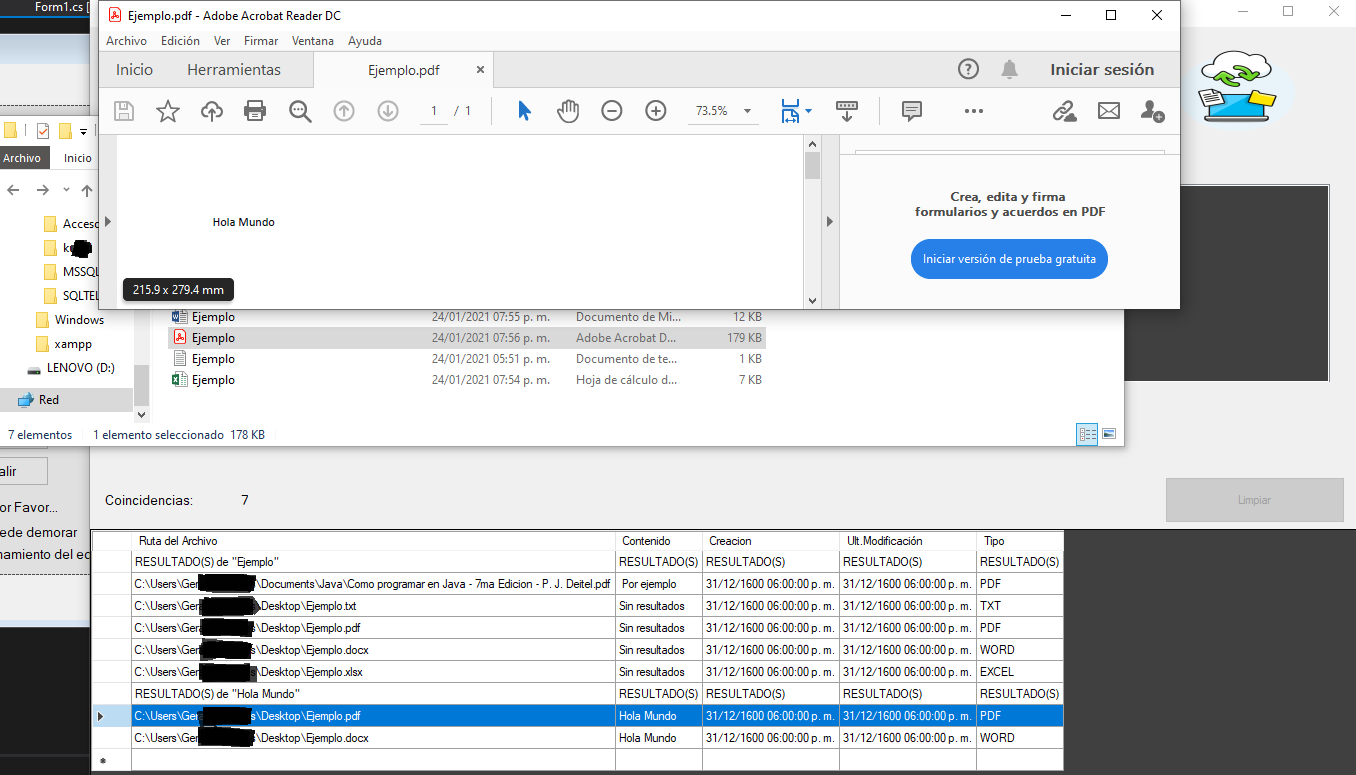 Form1.cs [
Ejemplo.pdf - Adobe Acrobat Reader DC
Archivo Edición Ver Firmar Ventana Ayuda
Inicio Herramientas Ejemplo.pdf × Iniciar sesión
1 / 1 73.5%
Archivo Inicio
Hola Mundo
215.9 x 279.4 mm
Crea, edita y firma
formularios y acuerdos en PDF
Iniciar versión de prueba gratuita
Acceso
k
MSSQL
SQLTEL
Windows
xampp
LENOVO (D:)
Red
Ejemplo 24/01/2021 07:55 p. m. Documento de Mi... 12 KB
Ejemplo 24/01/2021 07:56 p. m. Adobe Acrobat D... 179 KB
Ejemplo 24/01/2021 05:51 p. m. Documento de te... 1 KB
Ejemplo 24/01/2021 07:54 p. m. Hoja de cálculo d... 7 KB
7 elementos 1 elemento seleccionado 178 KB
alir
or Favor...
ede demorar
namiento del ec
Coincidencias: 7
Limpiar
Ruta del Archivo Contenido Creacion Ult.Modificación Tipo
RESULTADO(S) de "Ejemplo" RESULTADO(S) RESULTADO(S) RESULTADO(S) RESULTADO(S)
C:\Users\Ger \Documents\Java\Como programar en Java - 7ma Edicion - P. J. Deitel.pdf Por ejemplo 31/12/1600 06:00:00 p. m. 31/12/1600 06:00:00 p. m. PDF
C:\Users\Ger \Desktop\Ejemplo.txt Sin resultados 31/12/1600 06:00:00 p. m. 31/12/1600 06:00:00 p. m. TXT
C:\Users\Ger \Desktop\Ejemplo.pdf Sin resultados 31/12/1600 06:00:00 p. m. 31/12/1600 06:00:00 p. m. PDF
C:\Users\Ger \Desktop\Ejemplo.docx Sin resultados 31/12/1600 06:00:00 p. m. 31/12/1600 06:00:00 p. m. WORD
C:\Users\Ger s\Desktop\Ejemplo.xlsx Sin resultados 31/12/1600 06:00:00 p. m. 31/12/1600 06:00:00 p. m. EXCEL
RESULTADO(S) de "Hola Mundo" RESULTADO(S) RESULTADO(S) RESULTADO(S) RESULTADO(S)
C:\Users\Ger s\Desktop\Ejemplo.pdf Hola Mundo 31/12/1600 06:00:00 p. m. 31/12/1600 06:00:00 p. m. PDF
C:\Users\Ger s\Desktop\Ejemplo.docx Hola Mundo 31/12/1600 06:00:00 p. m. 31/12/1600 06:00:00 p. m. WORD